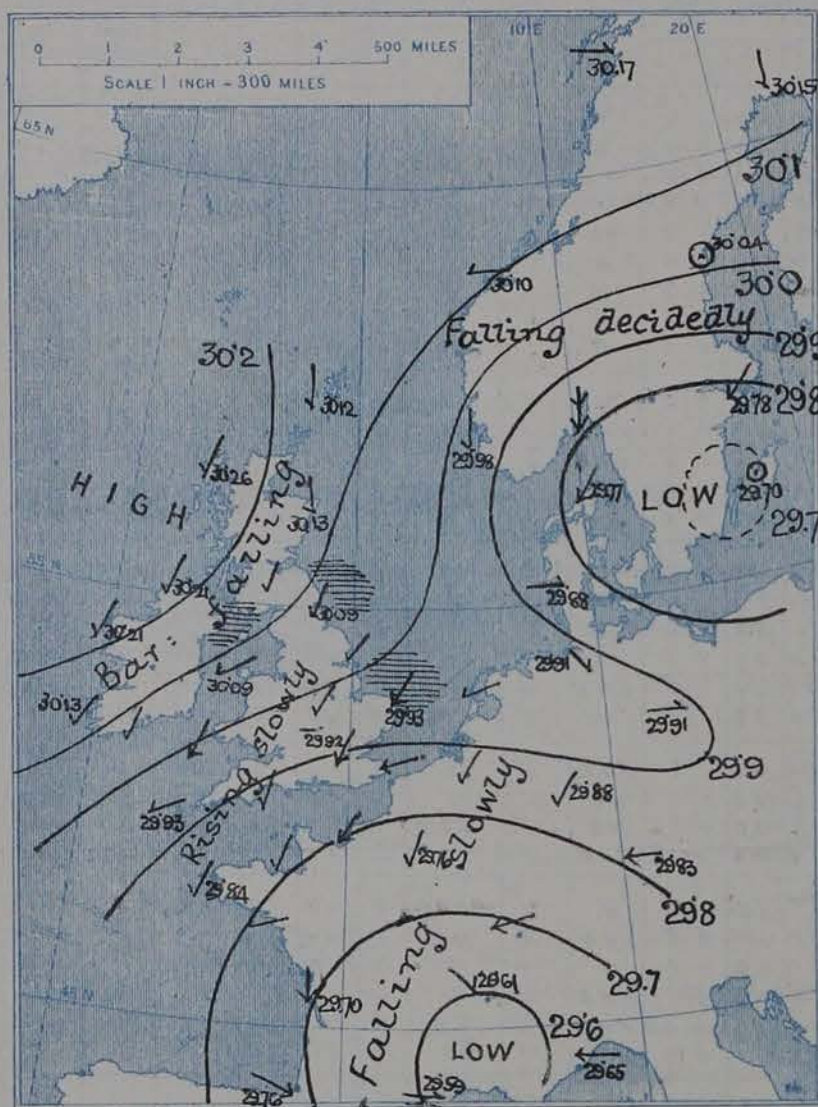 0 1 2 3 4 500 MILES
SCALE 1 INCH = 300 MILES
10°E
20 E
30.17
30.15
65 N
30.1
30.04
30.0
30.10
Falling decidedly
30.2
30.12
29.98
29.78
29.8
30.26
HIGH
30.13
LOW
29.70
29.7
55 N
30.21
30.21
30.09
Bar: falling
30.13
30.09
29.68
29.91
29.93
29.91
29.92
29.9
Rising slowly
29.93
29.88
slowly
29.84
29.83
29.8
Falling
29.61
29.7
45 N
29.70
29.6
LOW
29.59
29.65
29.76